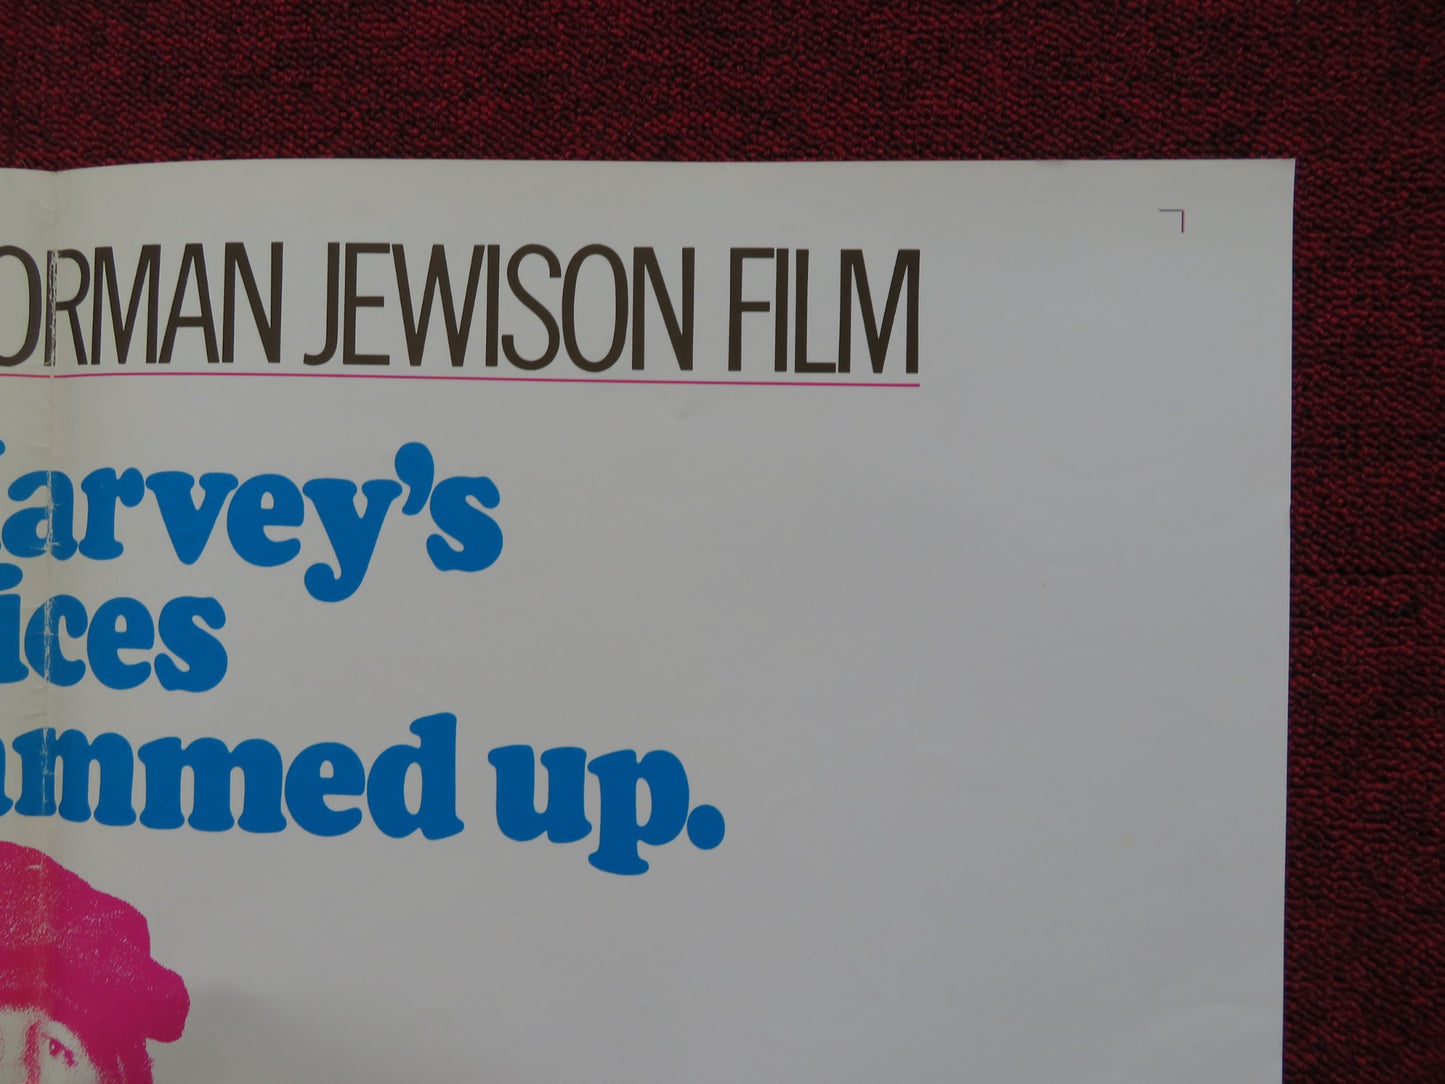 ORMAN JEWISON FILM
arvey's
ices
mmed up.